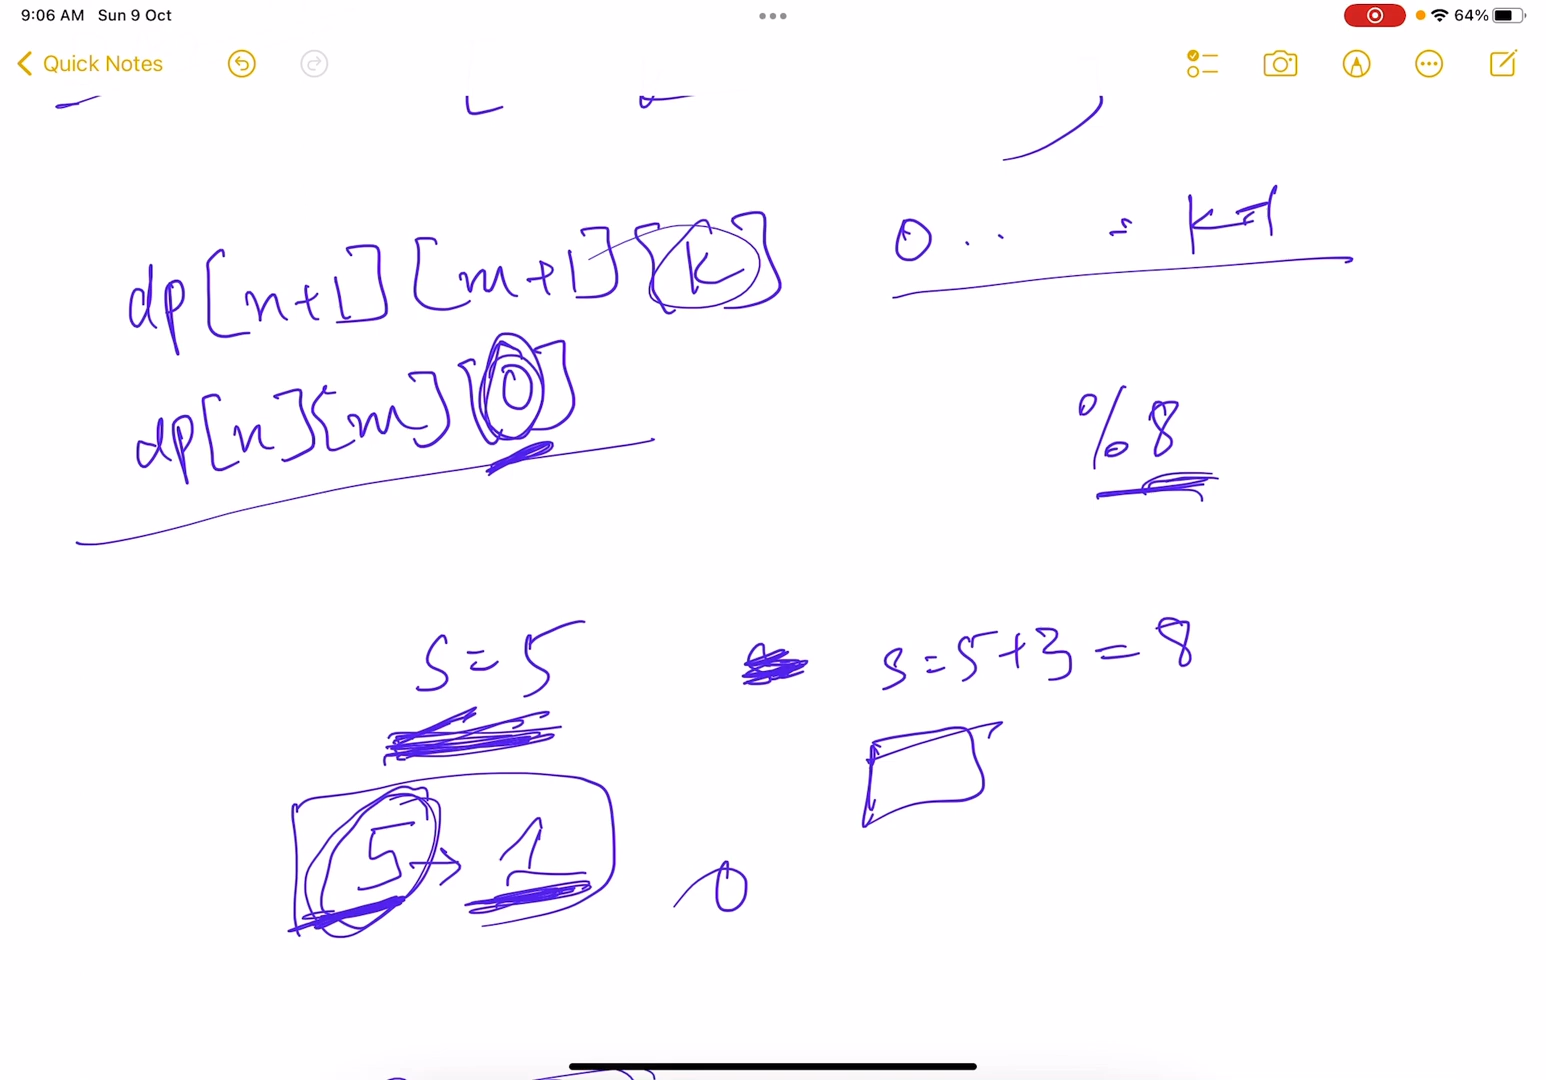 9:06 AM Sun 9 Oct
64%
Quick Notes
dp[n+1][m+1][k]
0 .. = k-1
dp[n][m][0]
%8
S=5
S=5+3=8
5→1
0